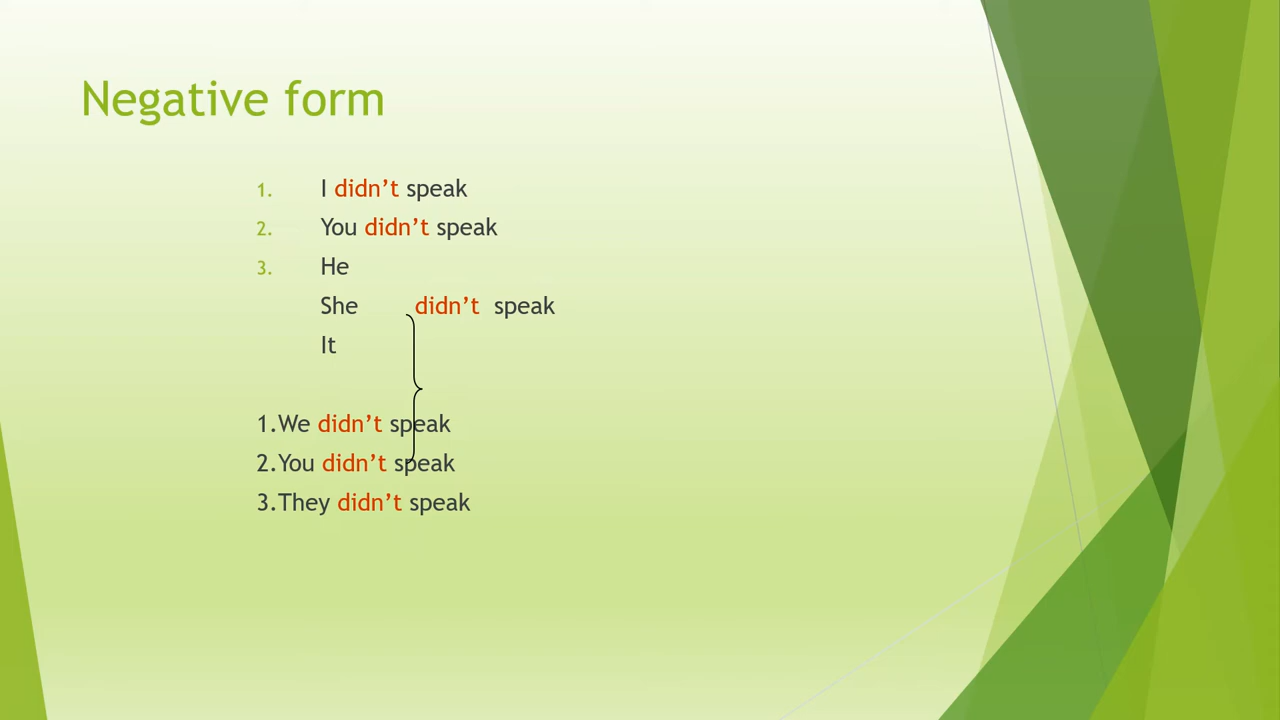 Negative form
1. I didn’t speak
2. You didn’t speak
3. He
She didn’t speak
It
1.We didn’t speak
2.You didn’t speak
3.They didn’t speak